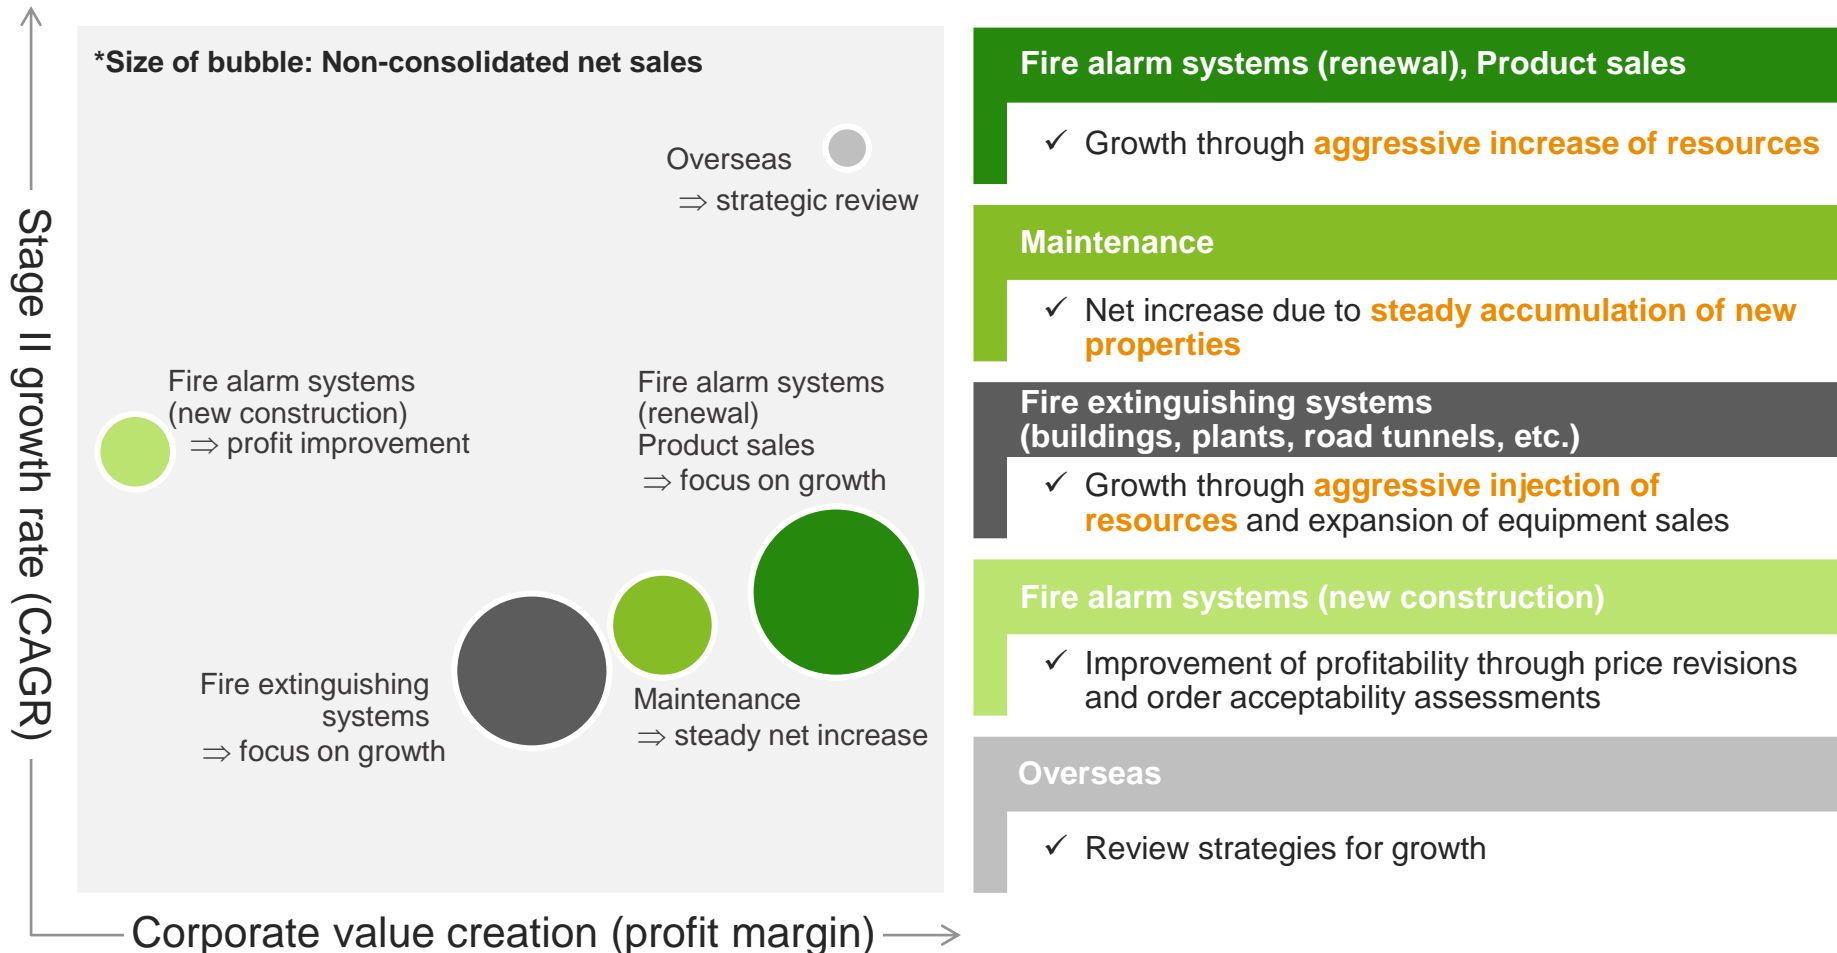 *Size of bubble: Non-consolidated net sales
Overseas
⇒ strategic review
Fire alarm systems
(new construction)
⇒ profit improvement
Fire alarm systems
(renewal)
Product sales
⇒ focus on growth
Fire extinguishing
systems
⇒ focus on growth
Maintenance
⇒ steady net increase
Stage II growth rate (CAGR)
Corporate value creation (profit margin)
Fire alarm systems (renewal), Product sales
✓ Growth through aggressive increase of resources
Maintenance
✓ Net increase due to steady accumulation of new
properties
Fire extinguishing systems
(buildings, plants, road tunnels, etc.)
✓ Growth through aggressive injection of
resources and expansion of equipment sales
Fire alarm systems (new construction)
✓ Improvement of profitability through price revisions
and order acceptability assessments
Overseas
✓ Review strategies for growth